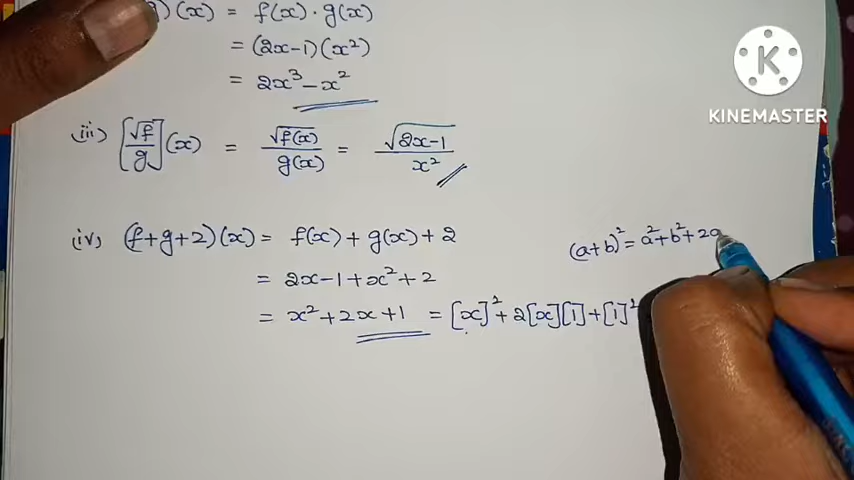 )(x) = f(x)·g(x)
= (2x-1)(x²)
= 2x³-x²
KINEMASTER
(iii) [√f/g](x) = √f(x)/g(x) = √2x-1/x²
(iv) (f+g+2)(x) = f(x)+g(x)+2
(a+b)² = a²+b²+2a
= 2x-1+x²+2
= x²+2x+1 = [x]²+2[x][1]+[1]²